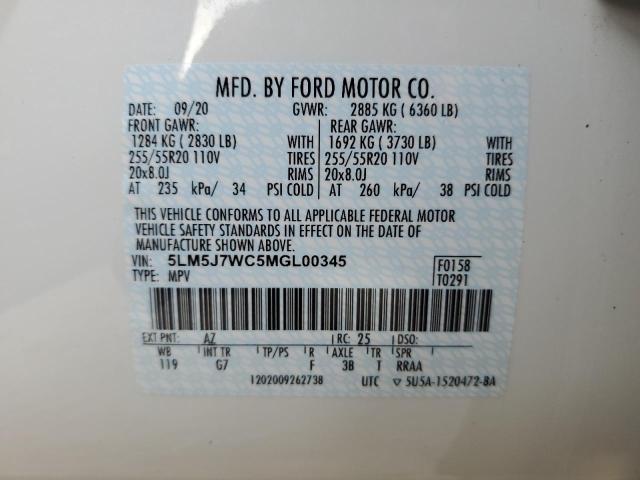 MFD. BY FORD MOTOR CO.
DATE: 09/20 GVWR: 2885 KG ( 6360 LB)
FRONT GAWR: REAR GAWR:
1284 KG ( 2830 LB) WITH 1692 KG ( 3730 LB) WITH
255/55R20 110V TIRES 255/55R20 110V TIRES
20x8.0J RIMS 20x8.0J RIMS
AT 235 kPa/ 34 PSI COLD AT 260 kPa/ 38 PSI COLD
THIS VEHICLE CONFORMS TO ALL APPLICABLE FEDERAL MOTOR
VEHICLE SAFETY STANDARDS IN EFFECT ON THE DATE OF
MANUFACTURE SHOWN ABOVE.
VIN: 5LM5J7WC5MGL00345 F0158
TYPE: MPV T0291
EXT PNT: AZ RC: 25 DSO:
WB INT TR TP/PS R AXLE TR SPR
119 G7 F 3B T RRAA
1202009262738 UTC ▽ 5U5A-1520472-BA